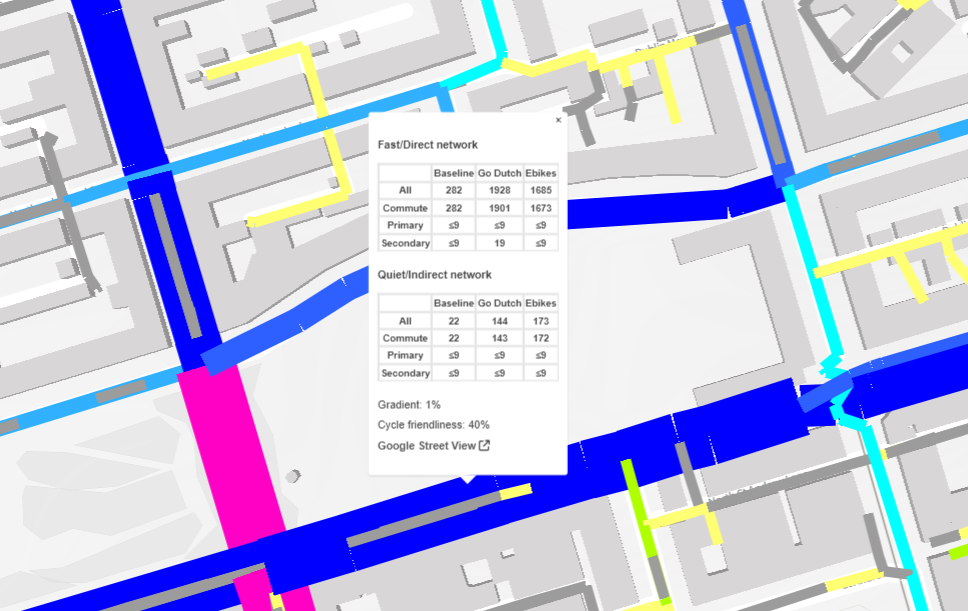 ×
Fast/Direct network
Baseline Go Dutch Ebikes
All 282 1928 1685
Commute 282 1901 1673
Primary ≤9 ≤9 ≤9
Secondary ≤9 19 ≤9
Quiet/Indirect network
Baseline Go Dutch Ebikes
All 22 144 173
Commute 22 143 172
Primary ≤9 ≤9 ≤9
Secondary ≤9 ≤9 ≤9
Gradient: 1%
Cycle friendliness: 40%
Google Street View